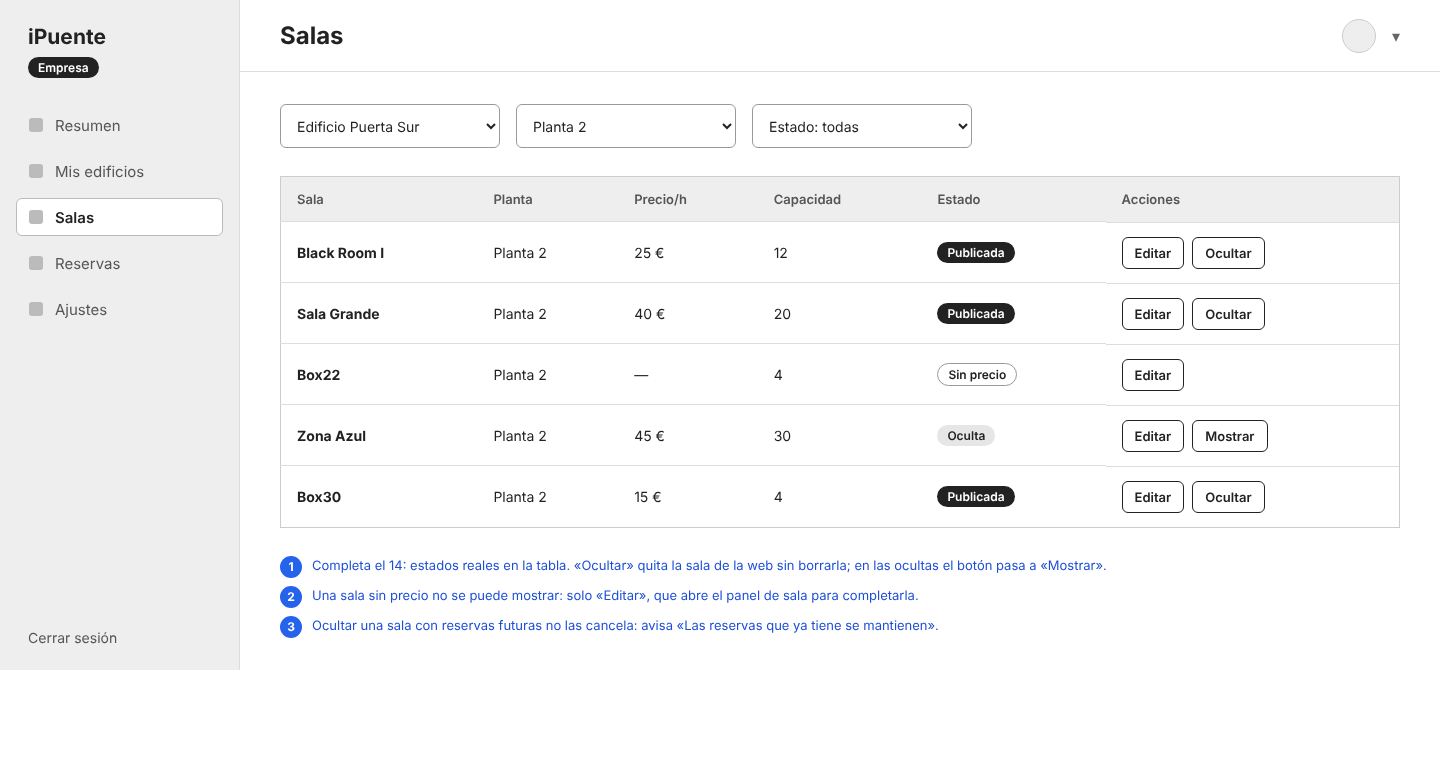 iPuente
Empresa
Resumen
Mis edificios
Salas
Reservas
Ajustes
Cerrar sesión
Salas
▼
Edificio Puerta Sur
Planta 2
Estado: todas
Sala Planta Precio/h Capacidad Estado Acciones
Black Room I Planta 2 25 € 12 Publicada Editar Ocultar
Sala Grande Planta 2 40 € 20 Publicada Editar Ocultar
Box22 Planta 2 — 4 Sin precio Editar
Zona Azul Planta 2 45 € 30 Oculta Editar Mostrar
Box30 Planta 2 15 € 4 Publicada Editar Ocultar
1 Completa el 14: estados reales en la tabla. «Ocultar» quita la sala de la web sin borrarla; en las ocultas el botón pasa a «Mostrar».
2 Una sala sin precio no se puede mostrar: solo «Editar», que abre el panel de sala para completarla.
3 Ocultar una sala con reservas futuras no las cancela: avisa «Las reservas que ya tiene se mantienen».